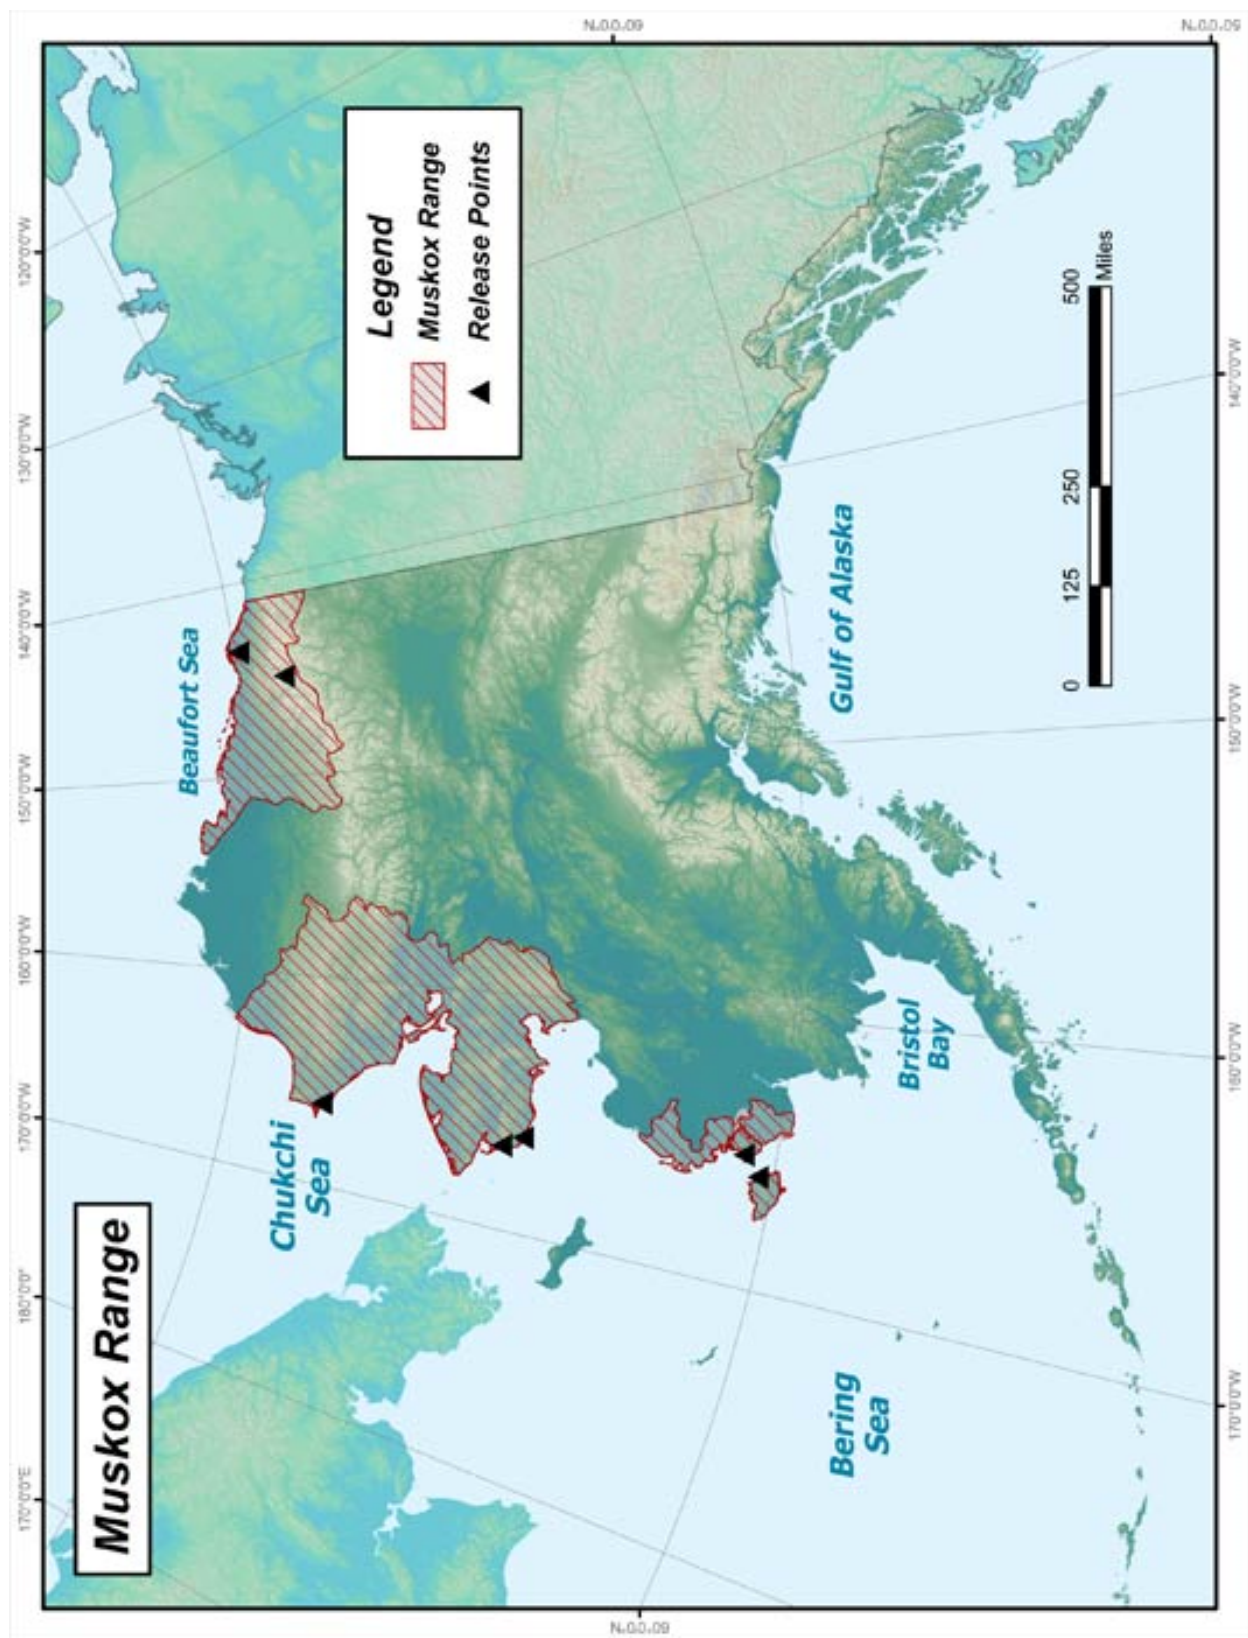 170°0'0"E
180°0'0"
170°0'0"W
160°0'0"W
150°0'0"W
140°0'0"W
130°0'0"W
120°0'0"W
Muskox Range
Beaufort Sea
Chukchi
Sea
Legend
Muskox Range
Release Points
60°0'0"N
60°0'0"N
Bering
Sea
Bristol
Bay
Gulf of Alaska
0 125 250 500
Miles
50°0'0"N
170°0'0"W
160°0'0"W
150°0'0"W
140°0'0"W